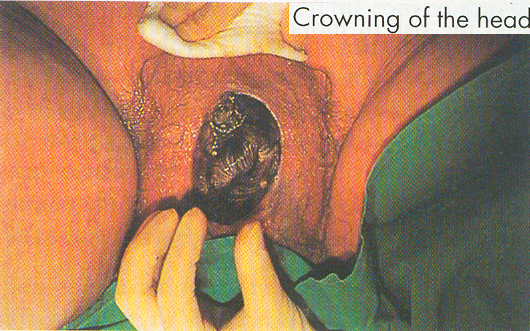 Crowning of the head